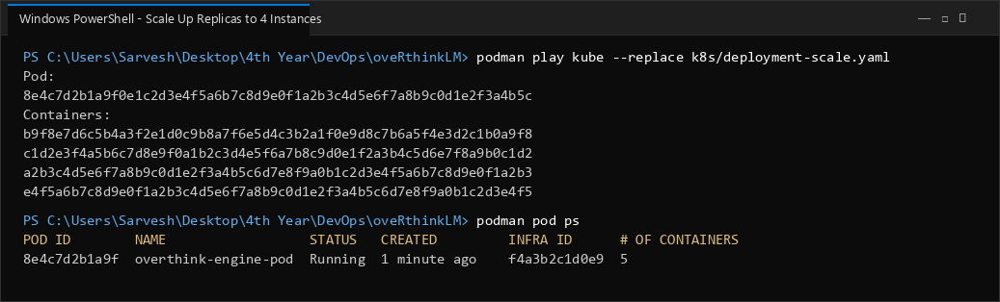 Windows PowerShell - Scale Up Replicas to 4 Instances
PS C:\Users\Sarvesh\Desktop\4th Year\DevOps\oveRthinkLM> podman play kube --replace k8s/deployment-scale.yaml
Pod:
8e4c7d2b1a9f0e1c2d3e4f5a6b7c8d9e0f1a2b3c4d5e6f7a8b9c0d1e2f3a4b5c
Containers:
b9f8e7d6c5b4a3f2e1d0c9b8a7f6e5d4c3b2a1f0e9d8c7b6a5f4e3d2c1b0a9f8
c1d2e3f4a5b6c7d8e9f0a1b2c3d4e5f6a7b8c9d0e1f2a3b4c5d6e7f8a9b0c1d2
a2b3c4d5e6f7a8b9c0d1e2f3a4b5c6d7e8f9a0b1c2d3e4f5a6b7c8d9e0f1a2b3
e4f5a6b7c8d9e0f1a2b3c4d5e6f7a8b9c0d1e2f3a4b5c6d7e8f9a0b1c2d3e4f5
PS C:\Users\Sarvesh\Desktop\4th Year\DevOps\oveRthinkLM> podman pod ps
POD ID        NAME                  STATUS   CREATED         INFRA ID      # OF CONTAINERS
8e4c7d2b1a9f  overthink-engine-pod  Running  1 minute ago    f4a3b2c1d0e9  5